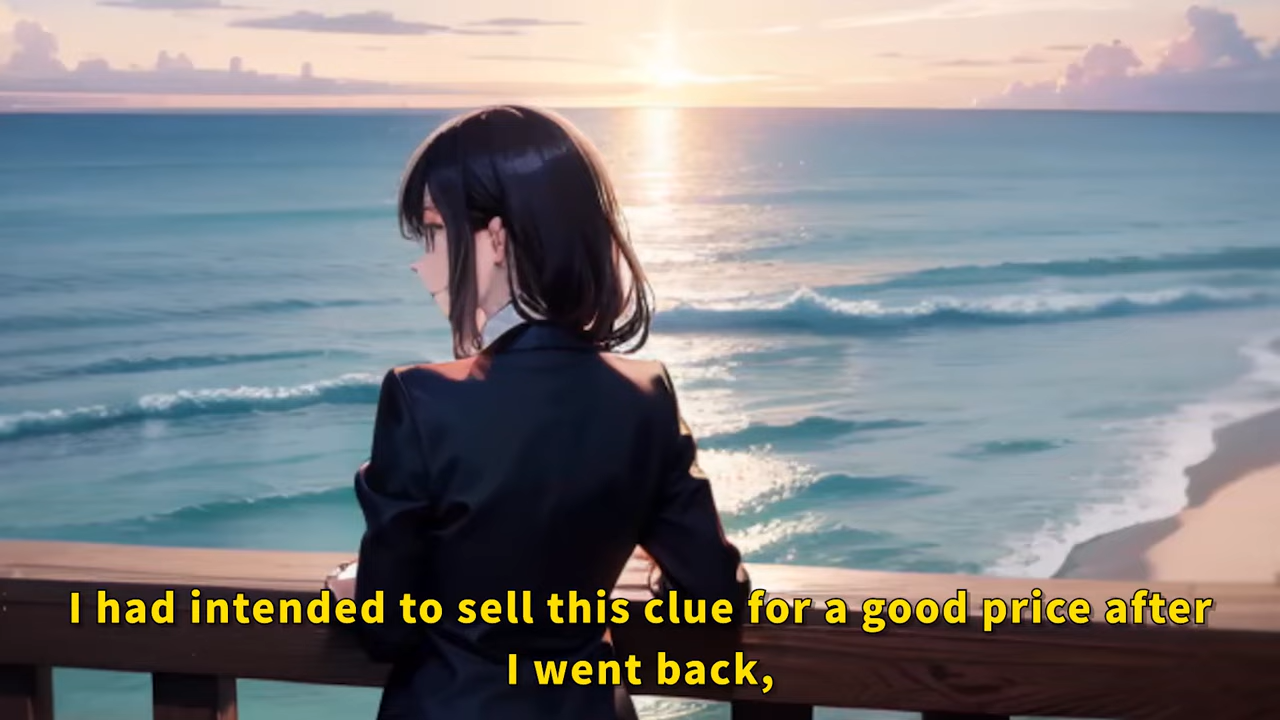 I had intended to sell this clue for a good price after
I went back,